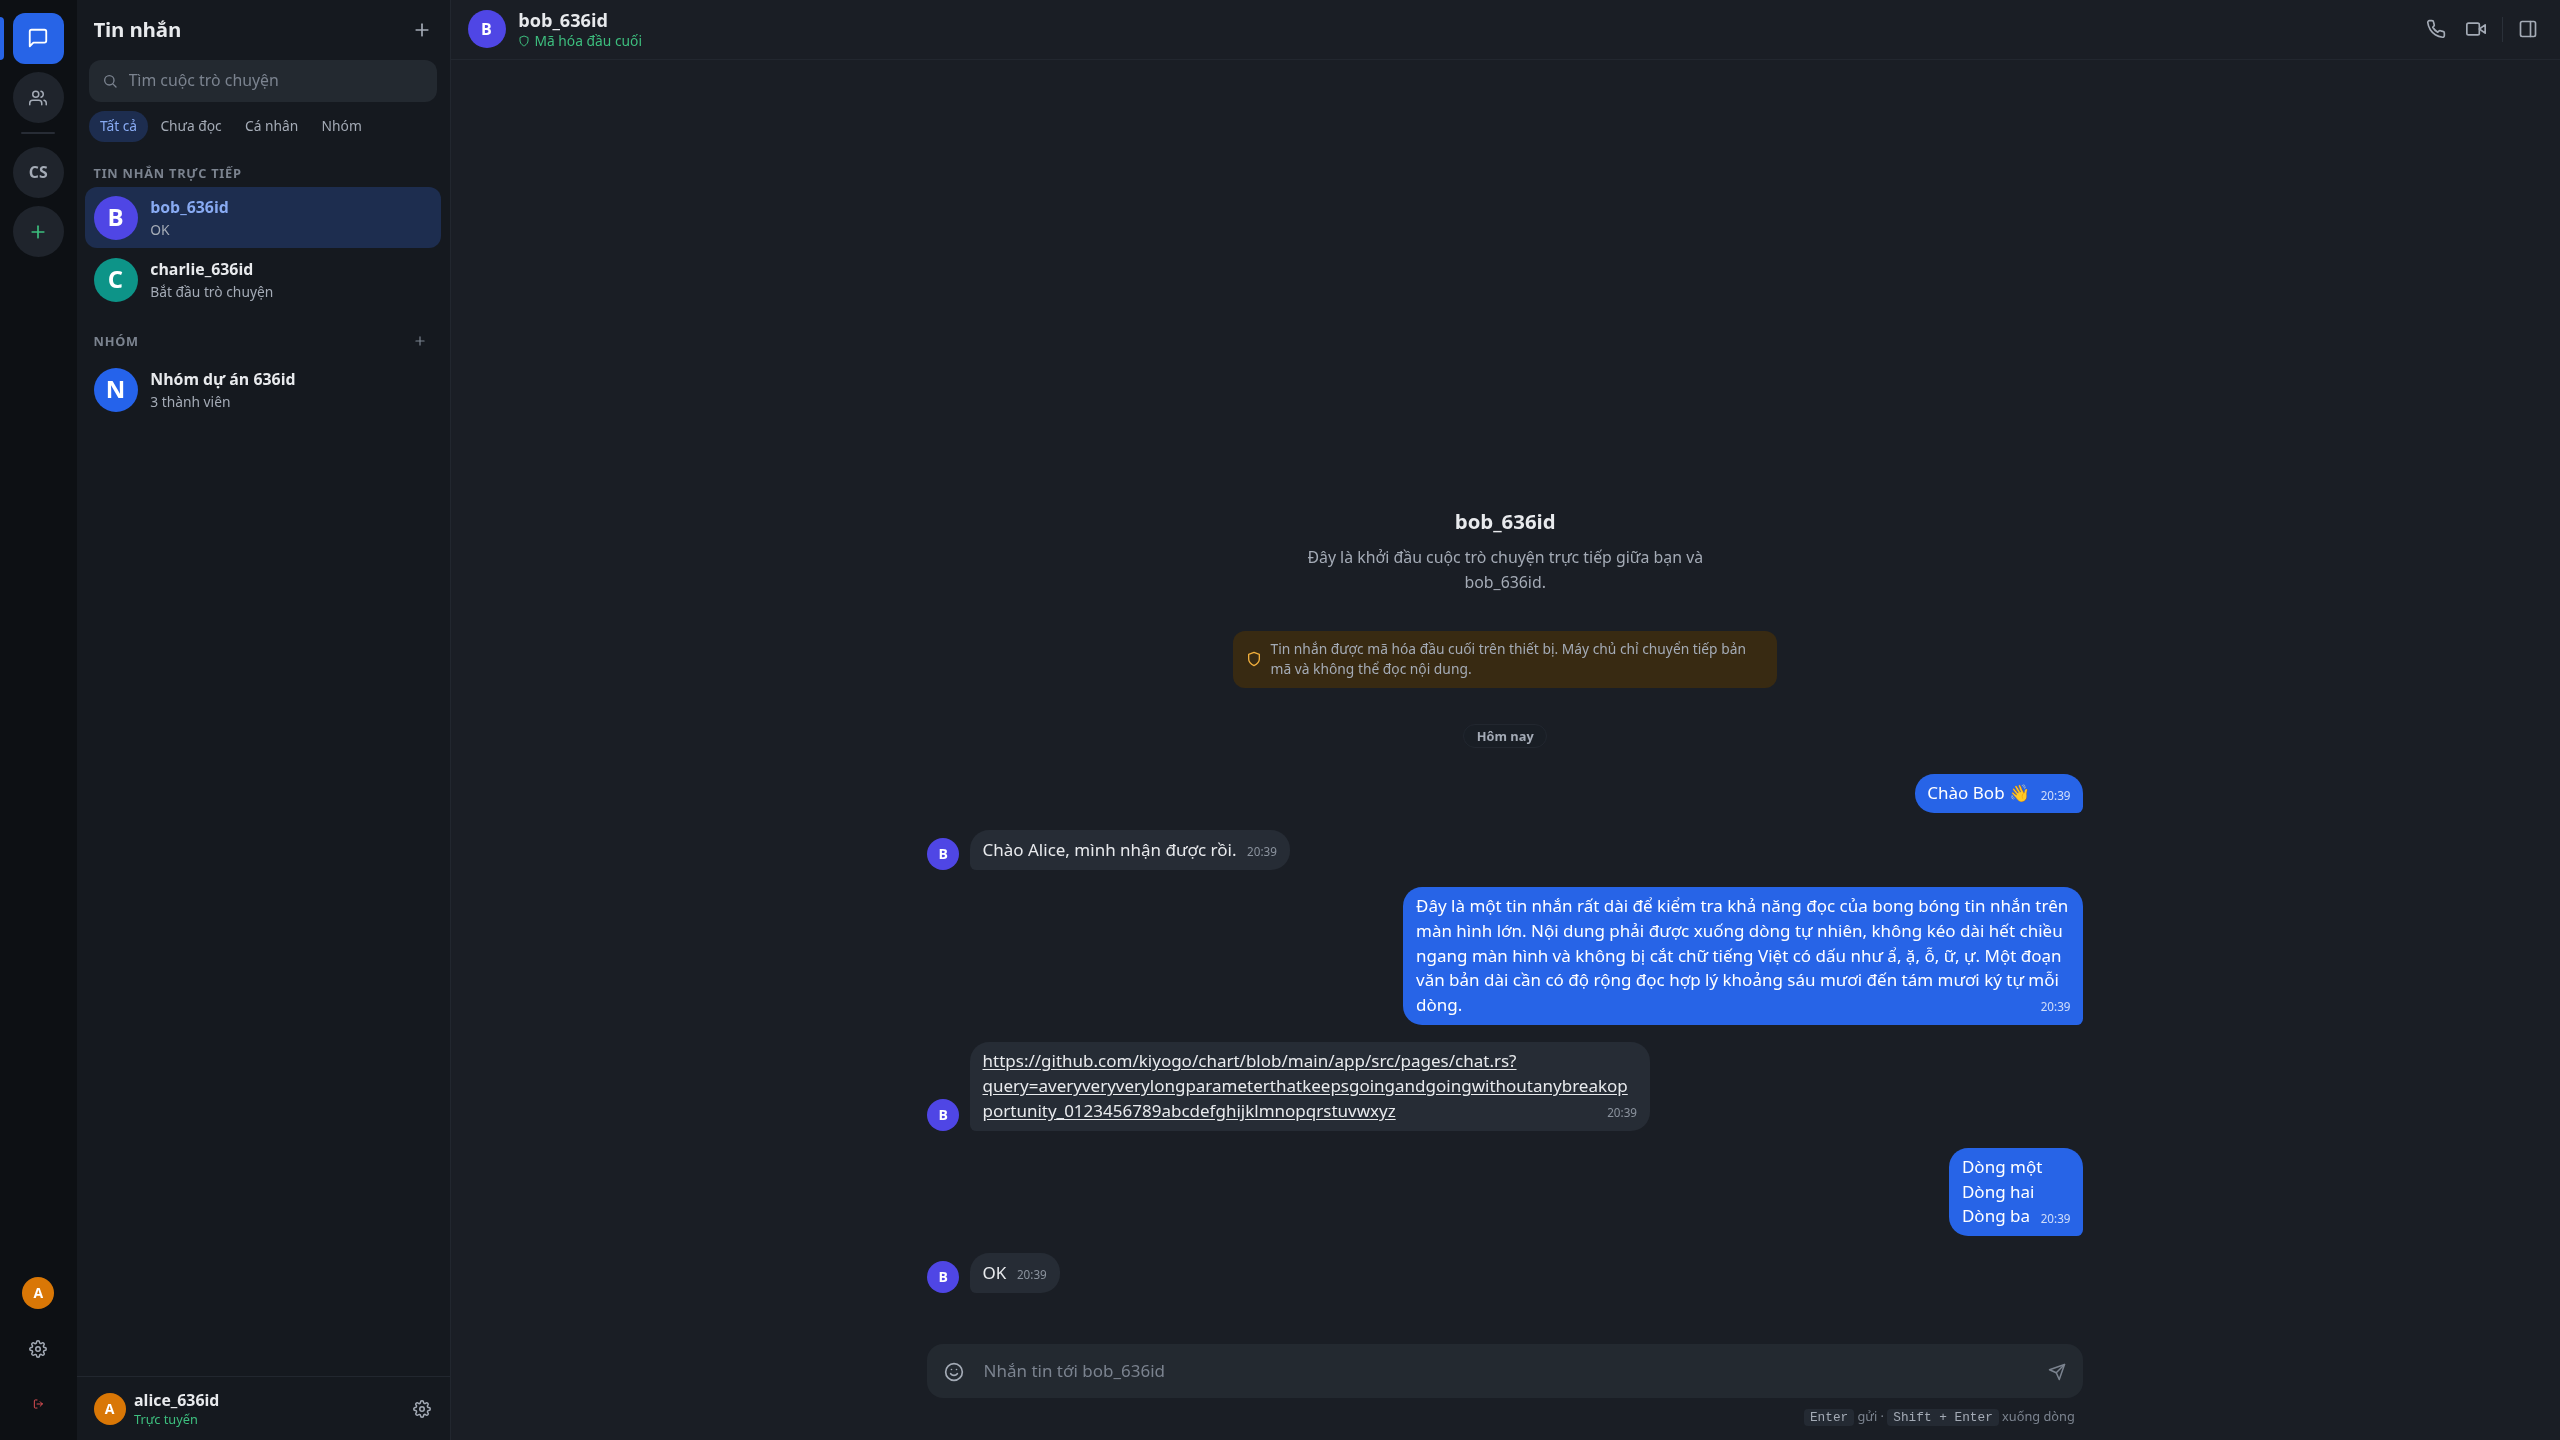 Tin nhắn
Tìm cuộc trò chuyện
Tất cả Chưa đọc Cá nhân Nhóm
CS
TIN NHẮN TRỰC TIẾP
B
bob_636id
OK
C
charlie_636id
Bắt đầu trò chuyện
NHÓM
N
Nhóm dự án 636id
3 thành viên
A
A
alice_636id
Trực tuyến
B
bob_636id
Mã hóa đầu cuối
bob_636id
Đây là khởi đầu cuộc trò chuyện trực tiếp giữa bạn và
bob_636id.
Tin nhắn được mã hóa đầu cuối trên thiết bị. Máy chủ chỉ chuyển tiếp bản
mã và không thể đọc nội dung.
Hôm nay
Chào Bob 👋 20:39
B
Chào Alice, mình nhận được rồi. 20:39
Đây là một tin nhắn rất dài để kiểm tra khả năng đọc của bong bóng tin nhắn trên
màn hình lớn. Nội dung phải được xuống dòng tự nhiên, không kéo dài hết chiều
ngang màn hình và không bị cắt chữ tiếng Việt có dấu như ẩ, ặ, ỗ, ữ, ự. Một đoạn
văn bản dài cần có độ rộng đọc hợp lý khoảng sáu mươi đến tám mươi ký tự mỗi
dòng. 20:39
https://github.com/kiyogo/chart/blob/main/app/src/pages/chat.rs?
query=averyveryverylongparameterthatkeepsgoingandgoingwithoutanybreakop
portunity_0123456789abcdefghijklmnopqrstuvwxyz 20:39
B
Dòng một
Dòng hai
Dòng ba 20:39
B
OK 20:39
Nhắn tin tới bob_636id
Enter gửi · Shift + Enter xuống dòng